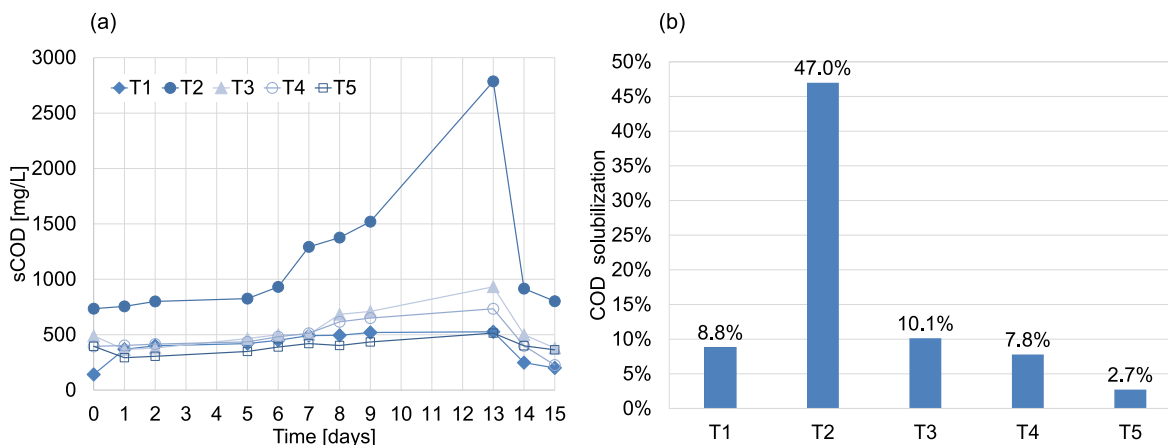 (a)
3000
2500
2000
1500
1000
500
0
sCOD [mg/L]
T1 T2 T3 T4 T5
0 1 2 3 4 5 6 7 8 9 10 11 12 13 14 15
Time [days]
(b)
50%
45%
40%
35%
30%
25%
20%
15%
10%
5%
0%
COD solubilization
8.8%
47.0%
10.1%
7.8%
2.7%
T1 T2 T3 T4 T5